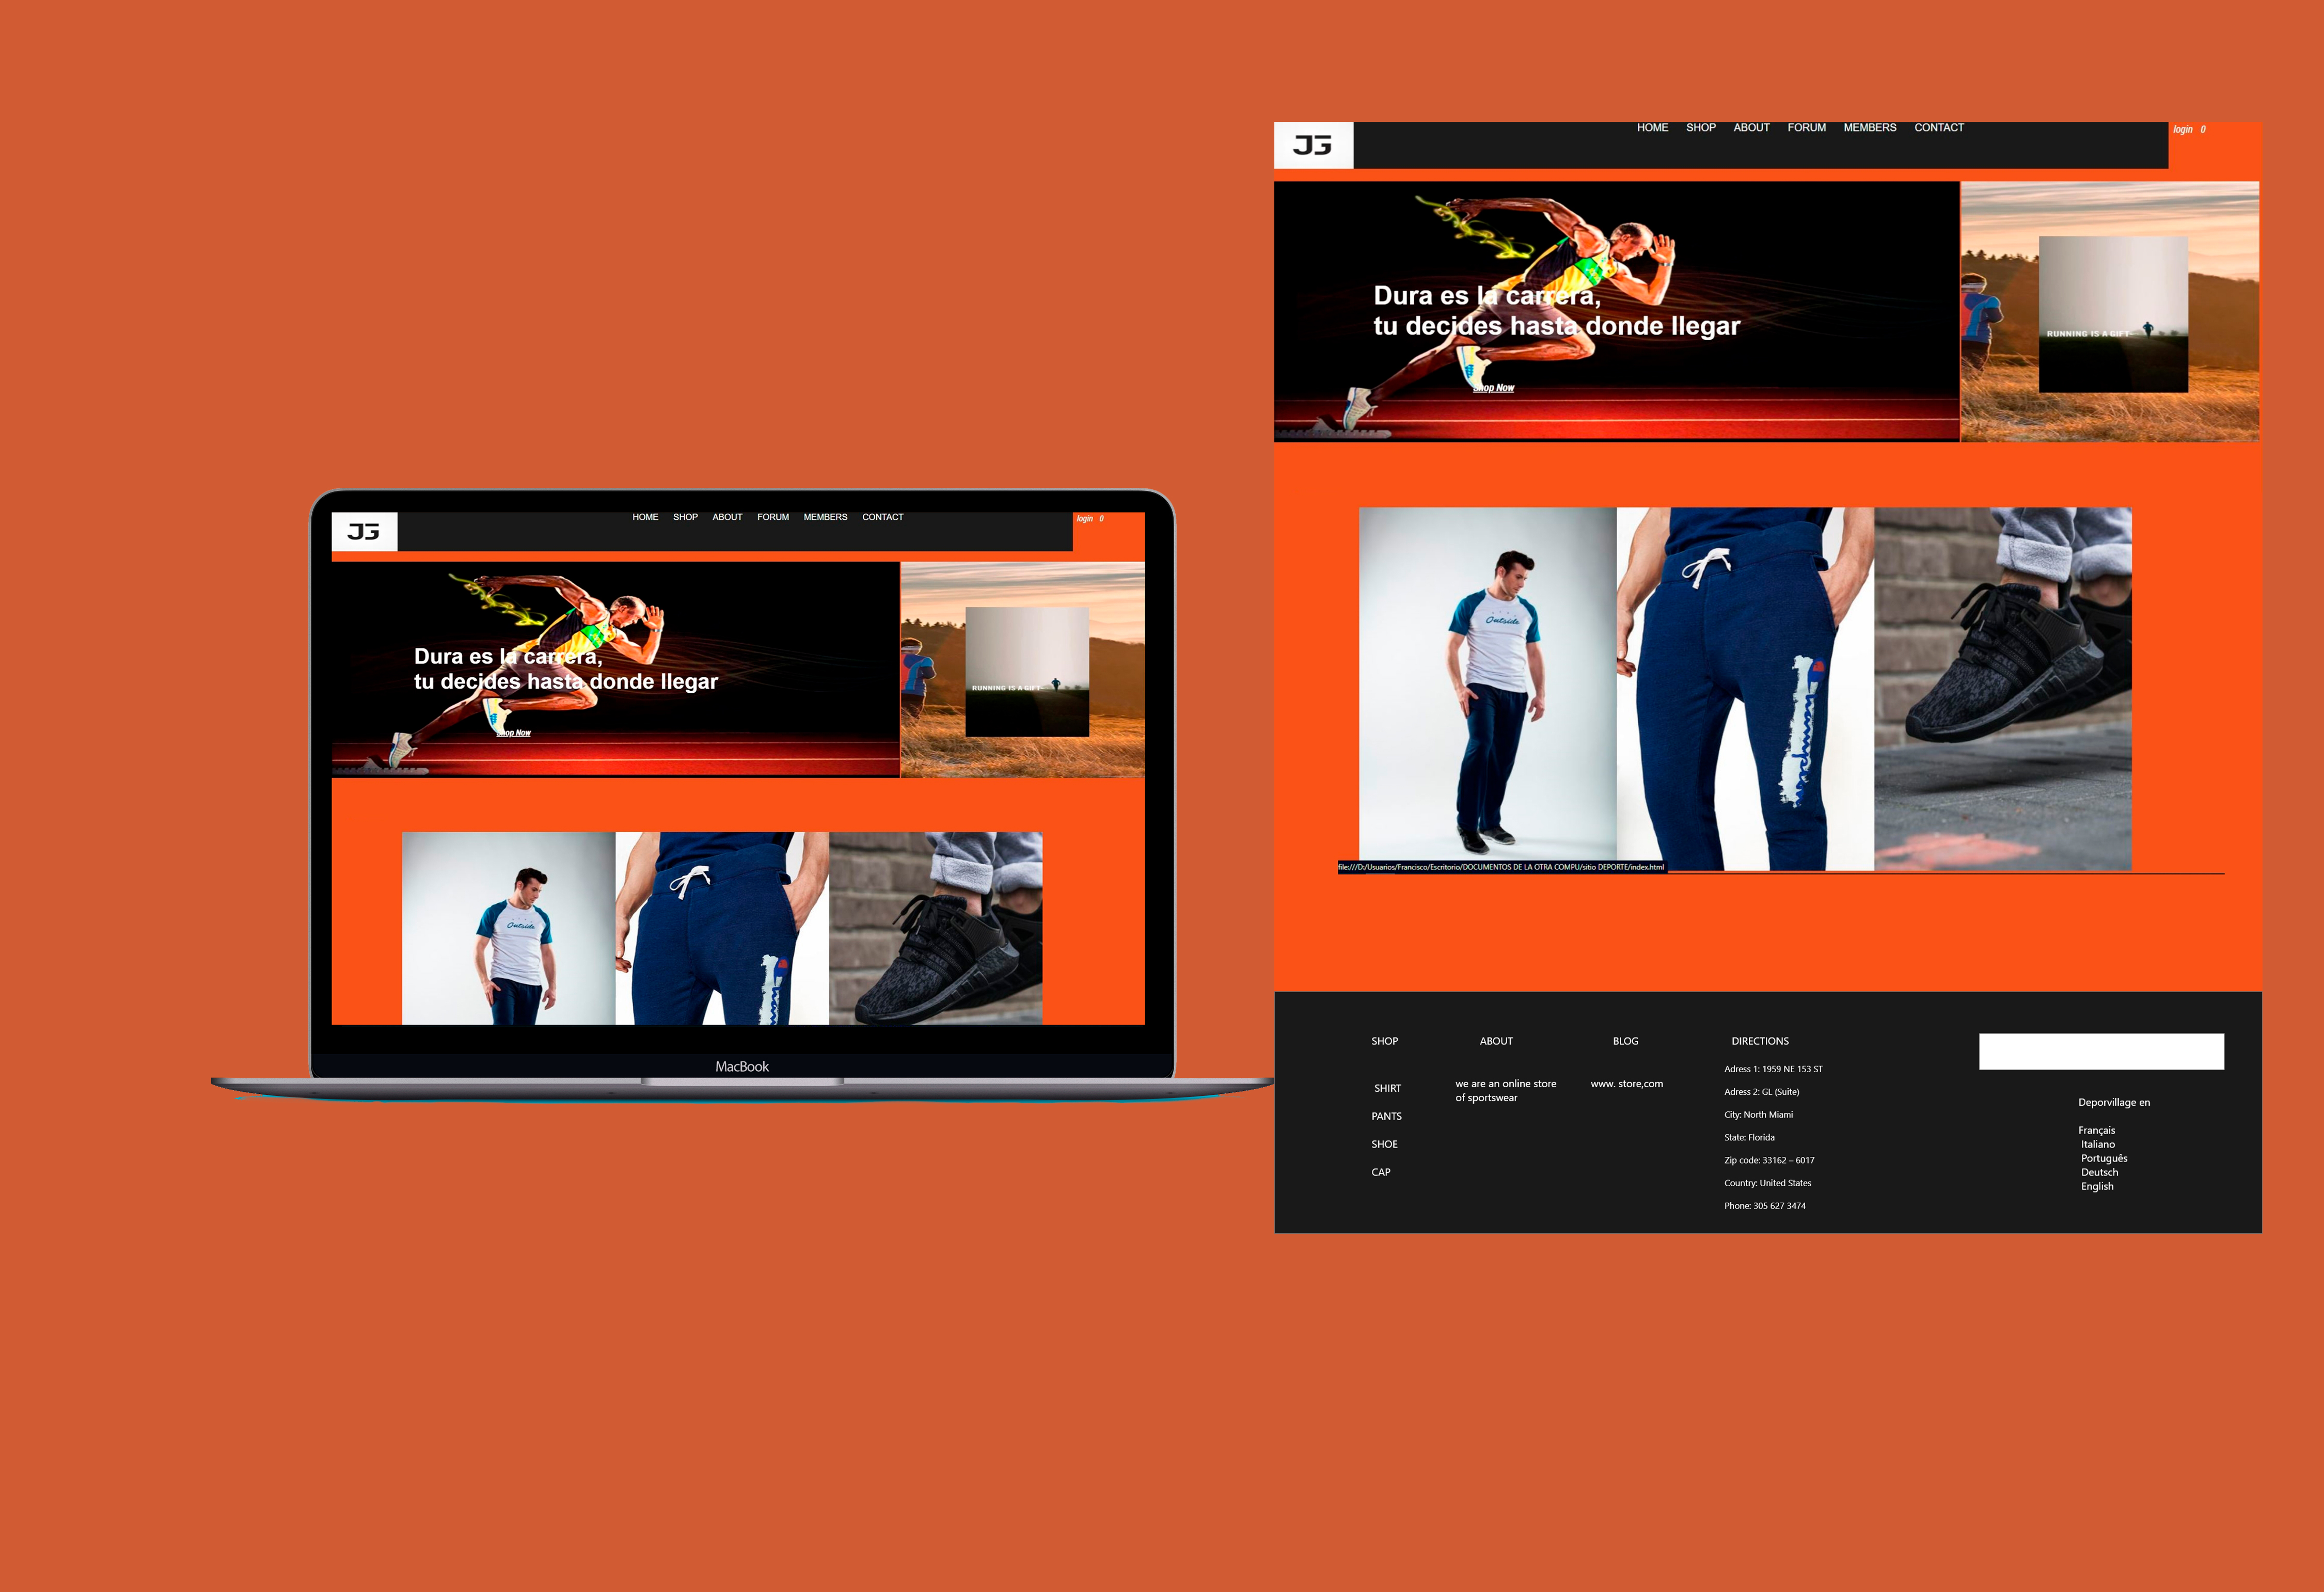 JG
HOME SHOP ABOUT FORUM MEMBERS CONTACT
login 0
Dura es la carrera,
tu decides hasta donde llegar
Shop Now
RUNNING IS A GIFT
Outside
MacBook
JG
HOME SHOP ABOUT FORUM MEMBERS CONTACT
login 0
Dura es la carrera,
tu decides hasta donde llegar
Shop Now
RUNNING IS A GIFT
Outside
file:///D:/Usuarios/Francisco/Escritorio/DOCUMENTOS DE LA OTRA COMPU/sitio DEPORTE/index.html
SHOP
SHIRT
PANTS
SHOE
CAP
ABOUT
we are an online store
of sportswear
BLOG
www. store,com
DIRECTIONS
Adress 1: 1959 NE 153 ST
Adress 2: GL (Suite)
City: North Miami
State: Florida
Zip code: 33162 – 6017
Country: United States
Phone: 305 627 3474
Deporvillage en
Français
Italiano
Português
Deutsch
English